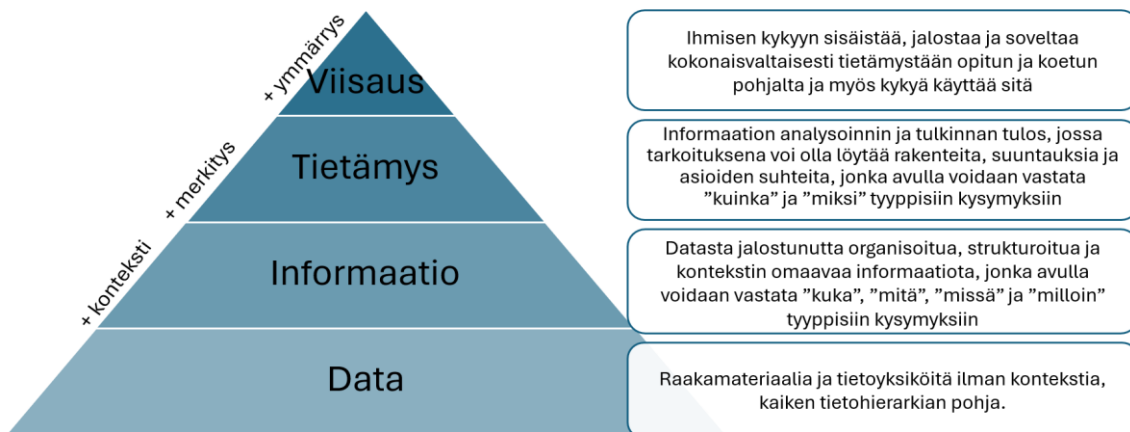 + ymmärrys
Viisaus
Ihmisen kykyyn sisäistää, jalostaa ja soveltaa
kokonaisvaltaisesti tietämystään opitun ja koetun
pohjalta ja myös kykyä käyttää sitä
+ merkitys
Tietämys
Informaation analysoinnin ja tulkinnan tulos, jossa
tarkoituksena voi olla löytää rakenteita, suuntauksia ja
asioiden suhteita, jonka avulla voidaan vastata
”kuinka” ja ”miksi” tyyppisiin kysymyksiin
+ konteksti
Informaatio
Datasta jalostunutta organisoitua, strukturoitua ja
kontekstin omaavaa informaatiota, jonka avulla
voidaan vastata ”kuka”, ”mitä”, ”missä” ja ”milloin”
tyyppisiin kysymyksiin
Data
Raakamateriaalia ja tietoyksiköitä ilman kontekstia,
kaiken tietohierarkian pohja.